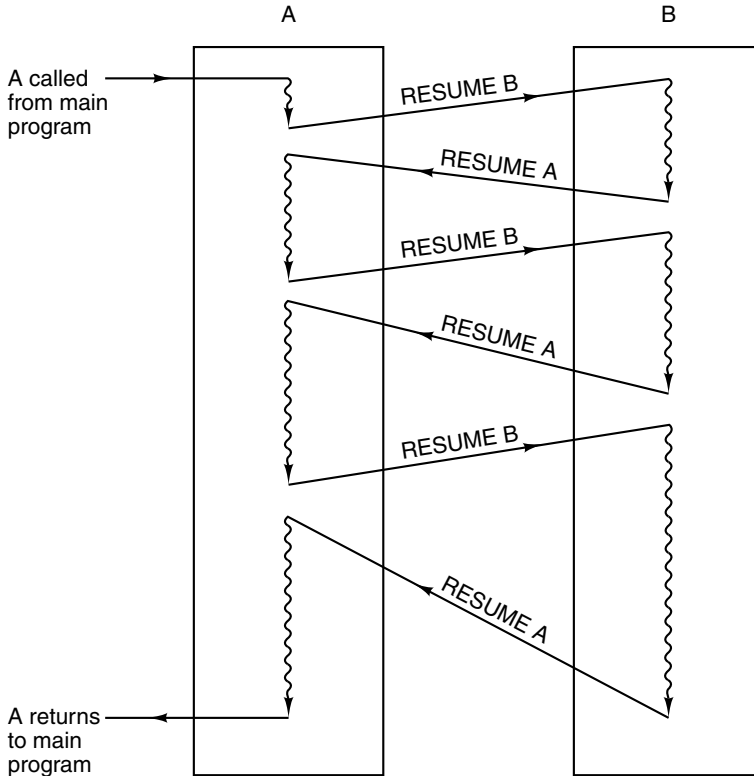 A
B
A called
from main
program
RESUME B
RESUME A
RESUME B
RESUME A
RESUME B
RESUME A
A returns
to main
program